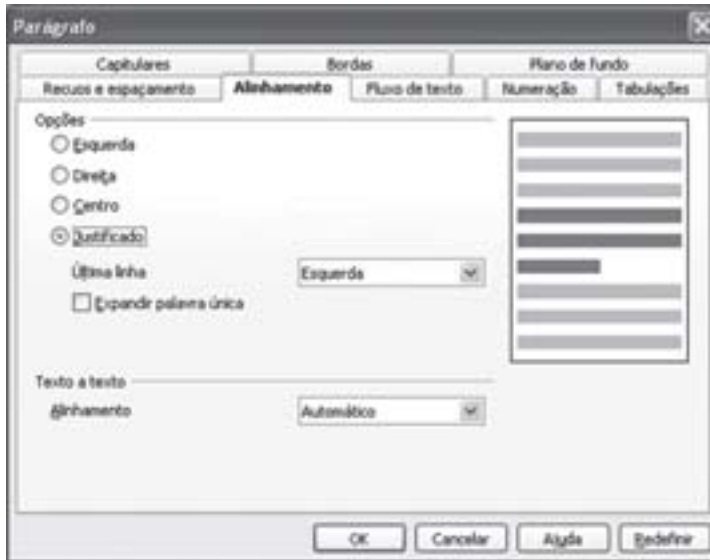 Parágrafo
Capitulares Bordas Plano de fundo
Recuos e espaçamento Alinhamento Fluxo de texto Numeração Tabulações
Opções
Esquerda
Direita
Centro
Justificado
Última linha Esquerda
Expandir palavra única
Texto a texto
Alinhamento Automático
OK Cancelar Ajuda Redefinir